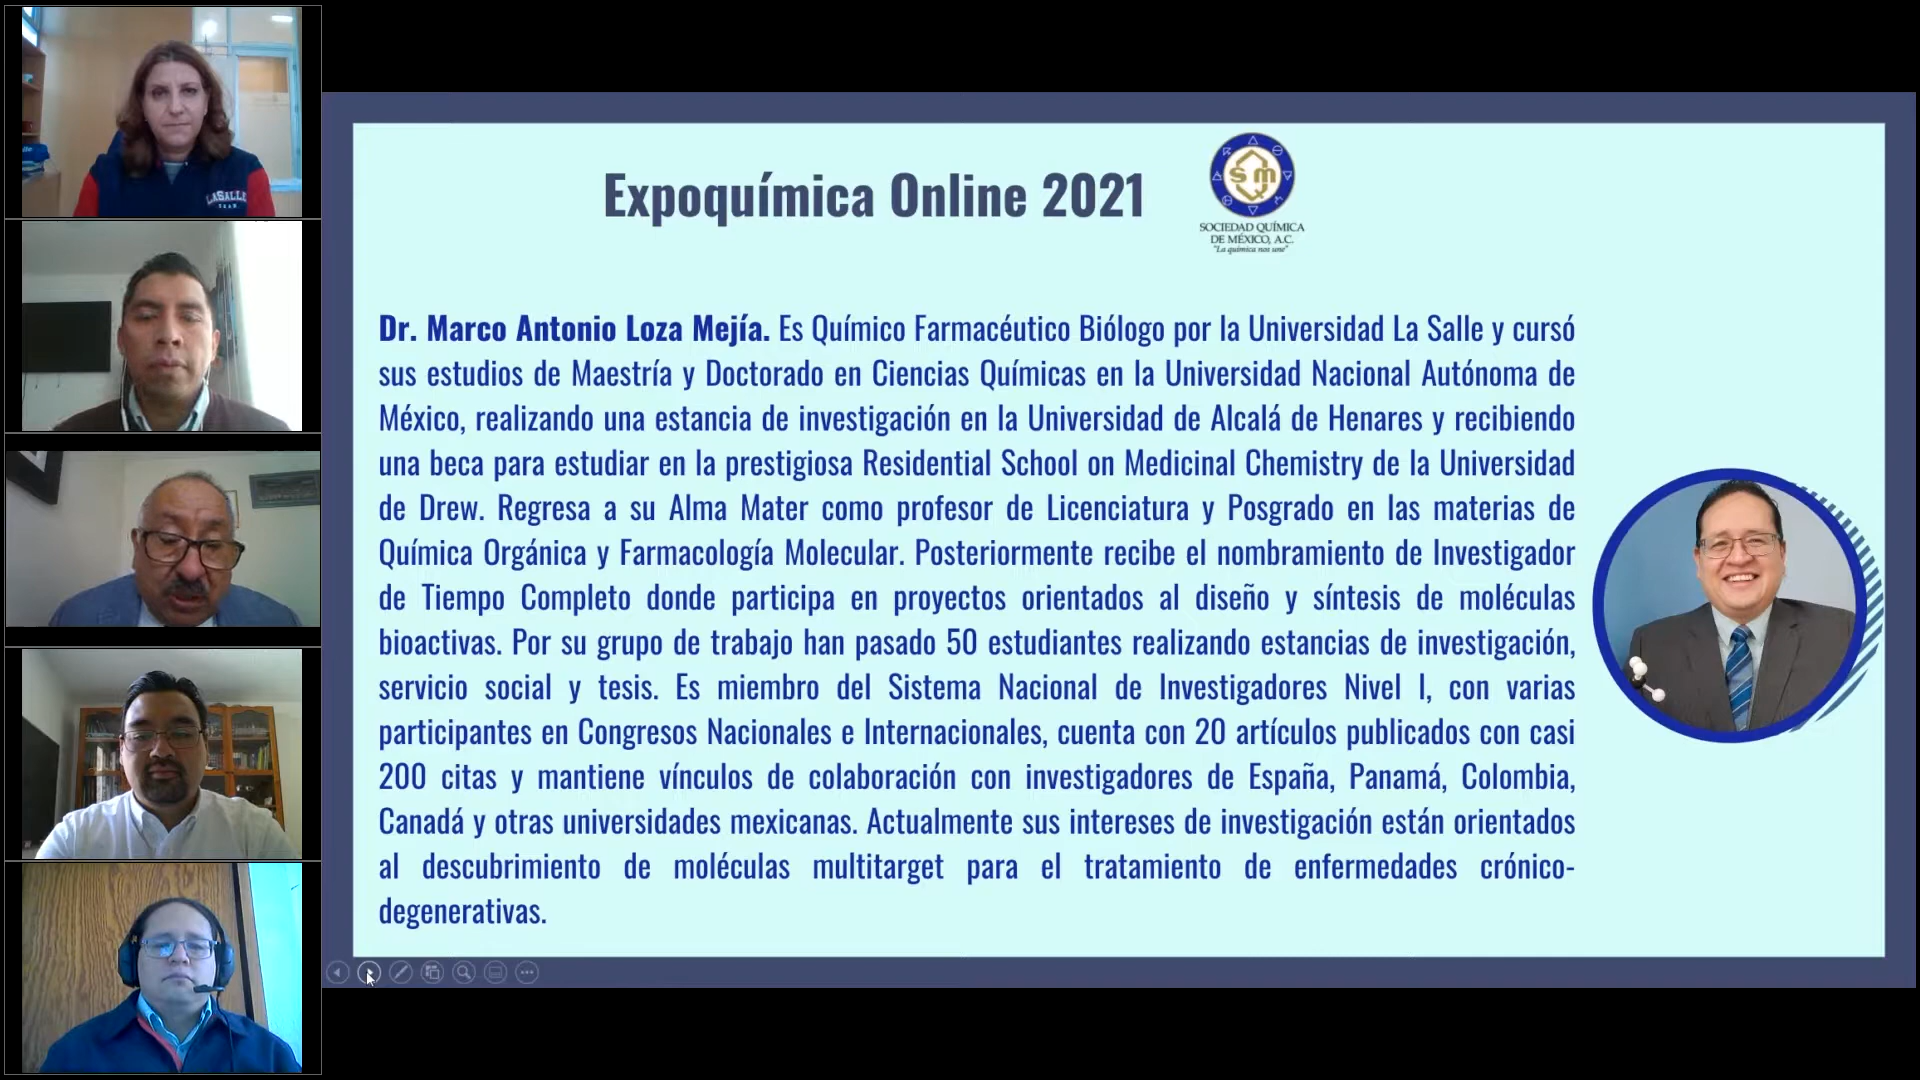 LASALLE
TEAM
Expoquímica Online 2021
SQM
SOCIEDAD QUÍMICA
DE MÉXICO, A.C.
"La química nos une"
Dr. Marco Antonio Loza Mejía. Es Químico Farmacéutico Biólogo por la Universidad La Salle y cursó
sus estudios de Maestría y Doctorado en Ciencias Químicas en la Universidad Nacional Autónoma de
México, realizando una estancia de investigación en la Universidad de Alcalá de Henares y recibiendo
una beca para estudiar en la prestigiosa Residential School on Medicinal Chemistry de la Universidad
de Drew. Regresa a su Alma Mater como profesor de Licenciatura y Posgrado en las materias de
Química Orgánica y Farmacología Molecular. Posteriormente recibe el nombramiento de Investigador
de Tiempo Completo donde participa en proyectos orientados al diseño y síntesis de moléculas
bioactivas. Por su grupo de trabajo han pasado 50 estudiantes realizando estancias de investigación,
servicio social y tesis. Es miembro del Sistema Nacional de Investigadores Nivel I, con varias
participantes en Congresos Nacionales e Internacionales, cuenta con 20 artículos publicados con casi
200 citas y mantiene vínculos de colaboración con investigadores de España, Panamá, Colombia,
Canadá y otras universidades mexicanas. Actualmente sus intereses de investigación están orientados
al descubrimiento de moléculas multitarget para el tratamiento de enfermedades crónico-
degenerativas.